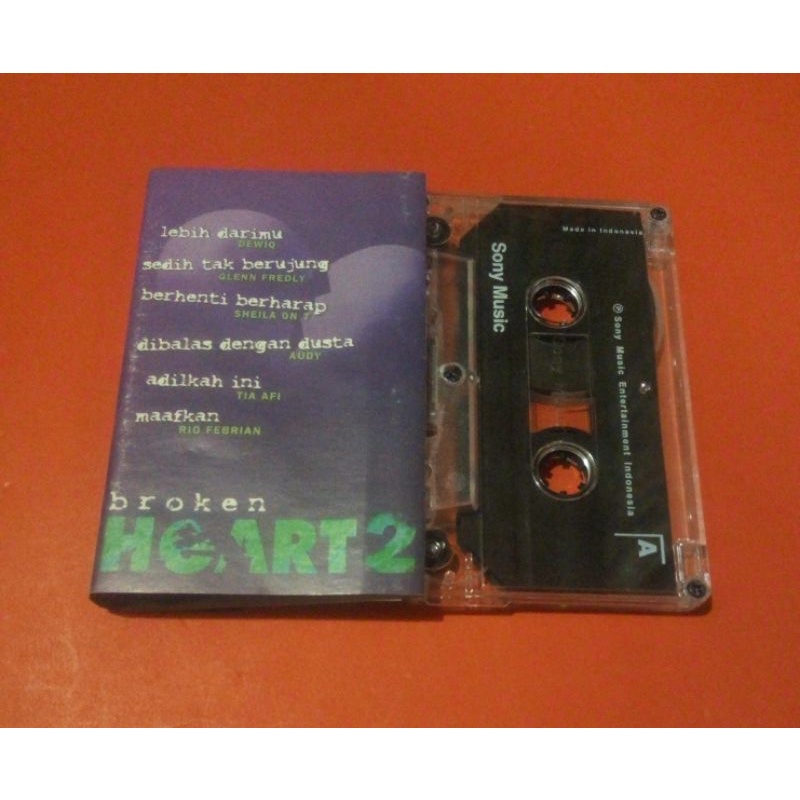 lebih darimu
DEWIQ
sedih tak berujung
GLENN FREDLY
berhenti berharap
SHEILA ON 7
dibalas dengan dusta
AUDY
adilkah ini
TIA AFI
maafkan
RIO FEBRIAN
broken
HEART 2
Made in Indonesia
Sony Music
℗ Sony Music Entertainment Indonesia
A